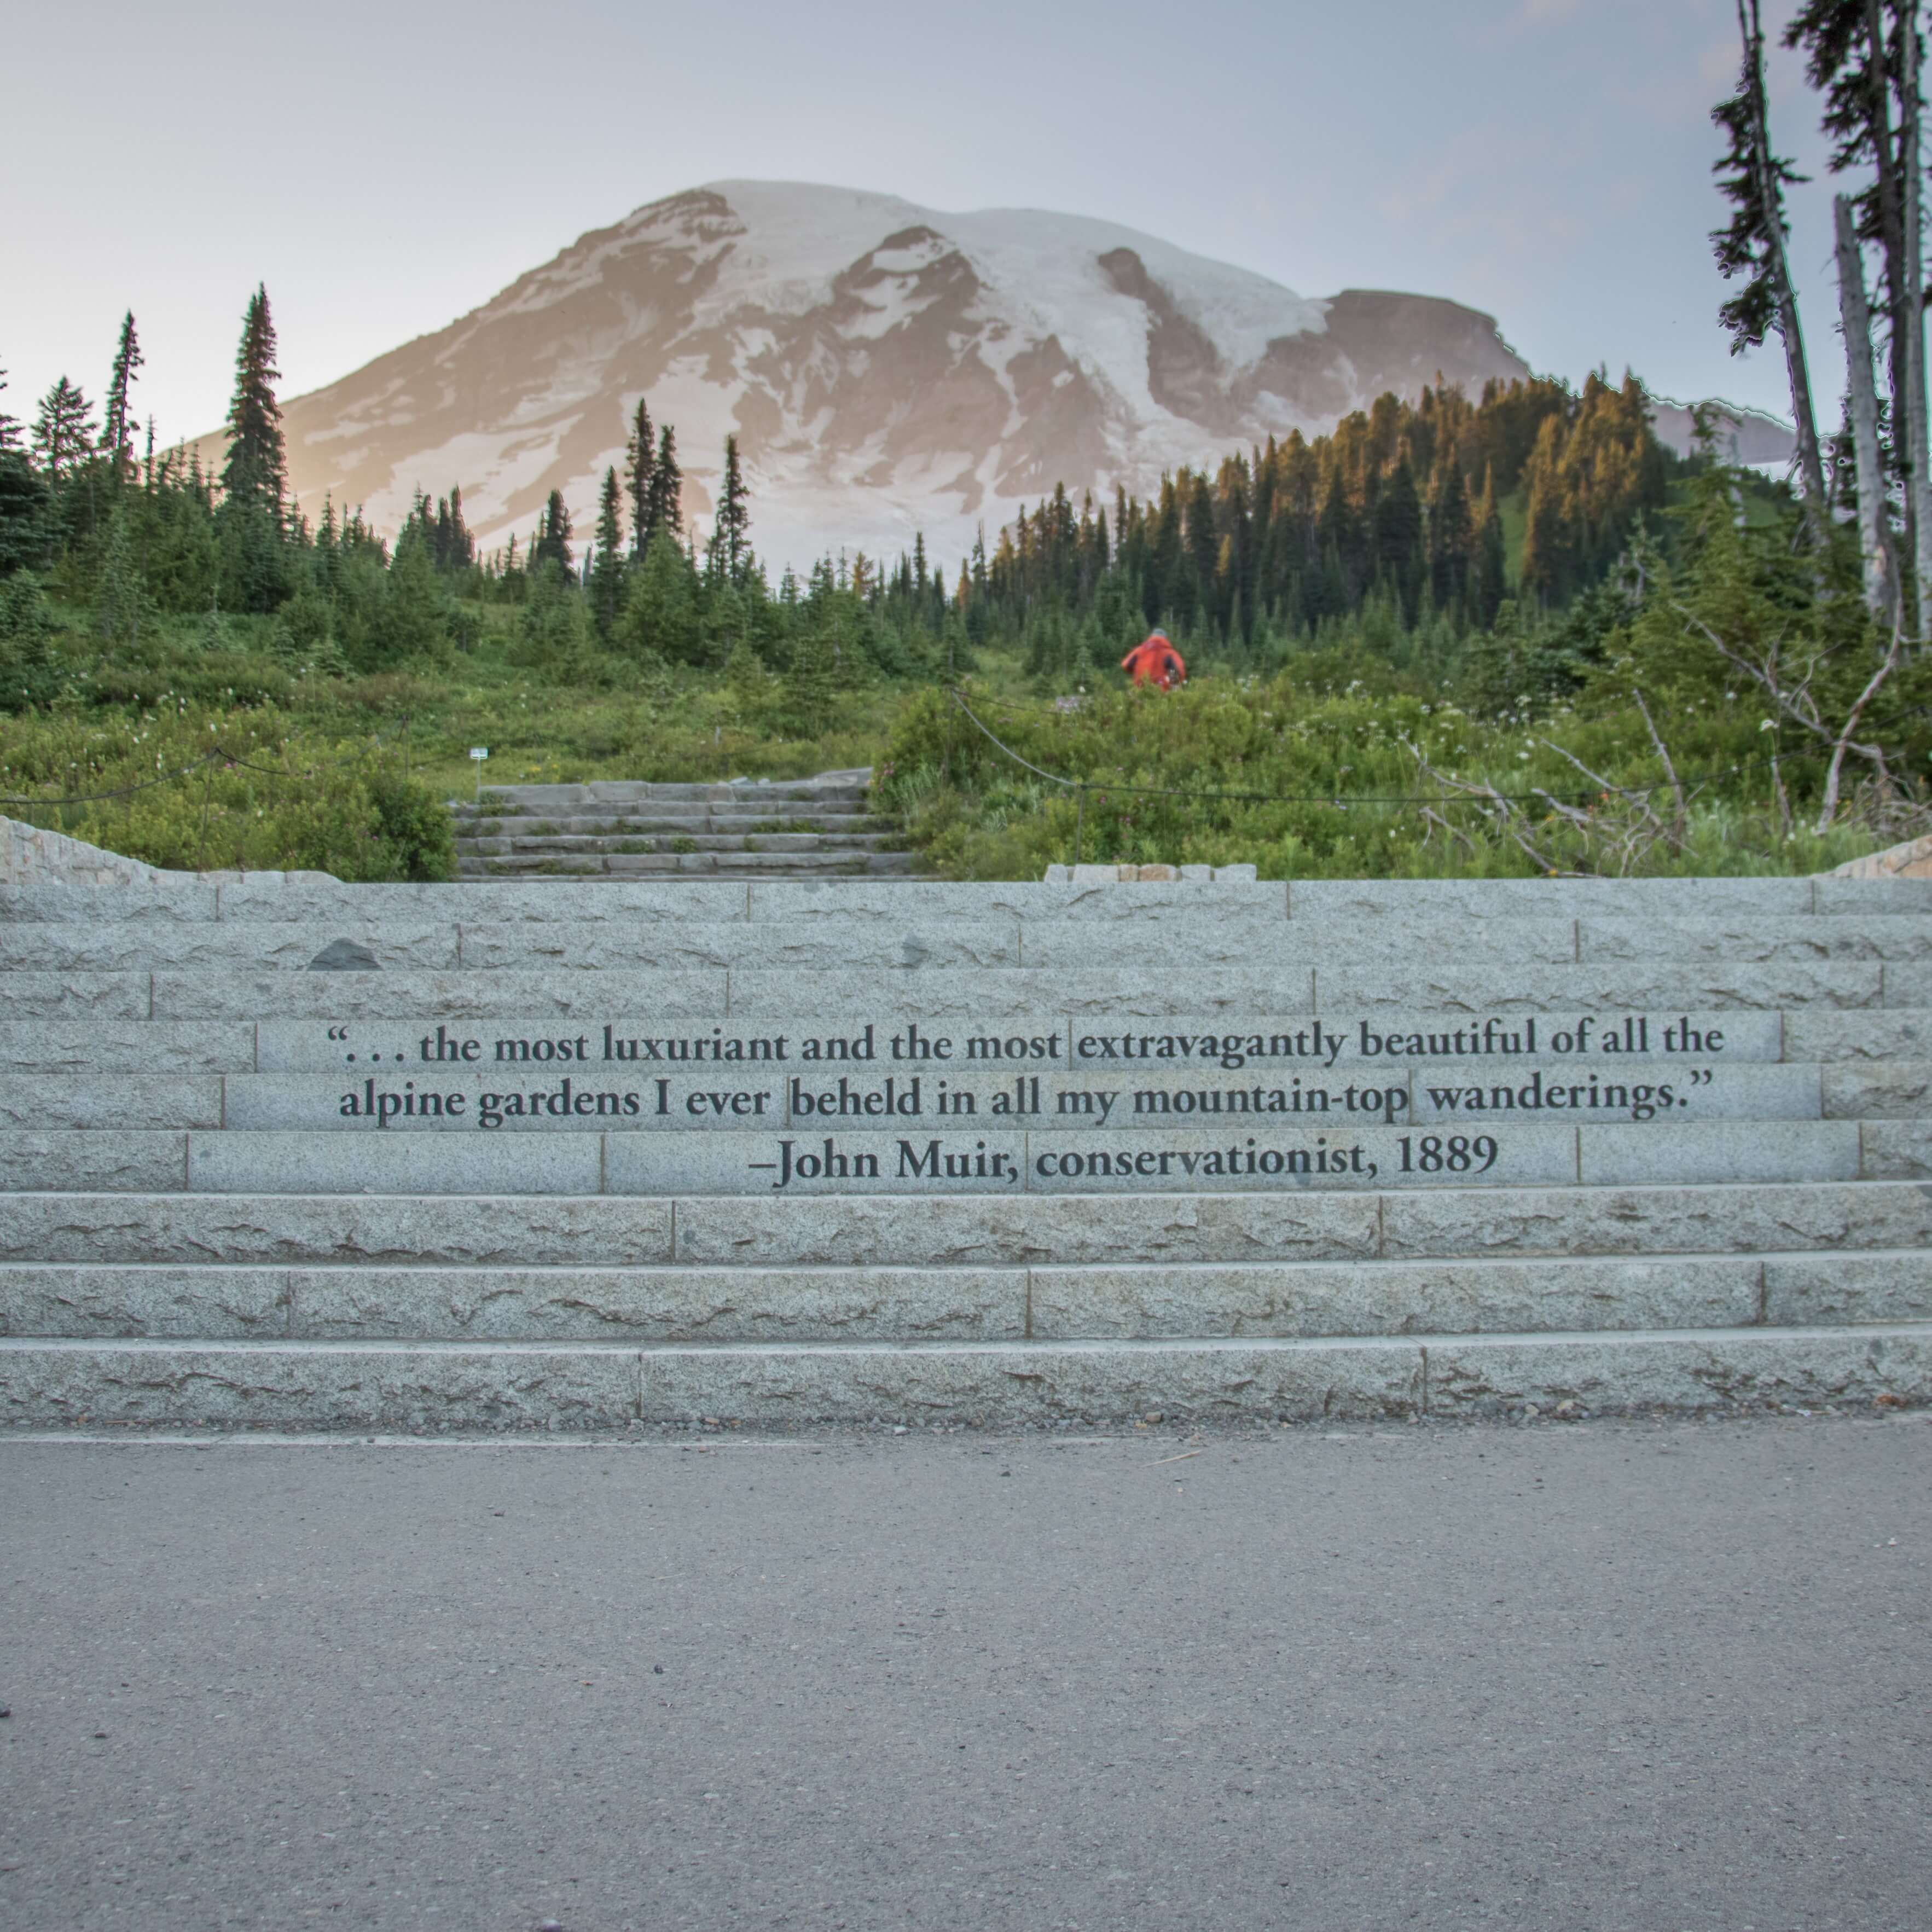 “. . . the most luxuriant and the most extravagantly beautiful of all the
alpine gardens I ever beheld in all my mountain-top wanderings.”
–John Muir, conservationist, 1889